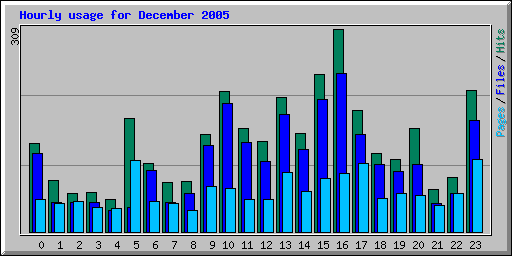 Hourly usage for December 2005
309
Pages / Files / Hits
0 1 2 3 4 5 6 7 8 9 10 11 12 13 14 15 16 17 18 19 20 21 22 23